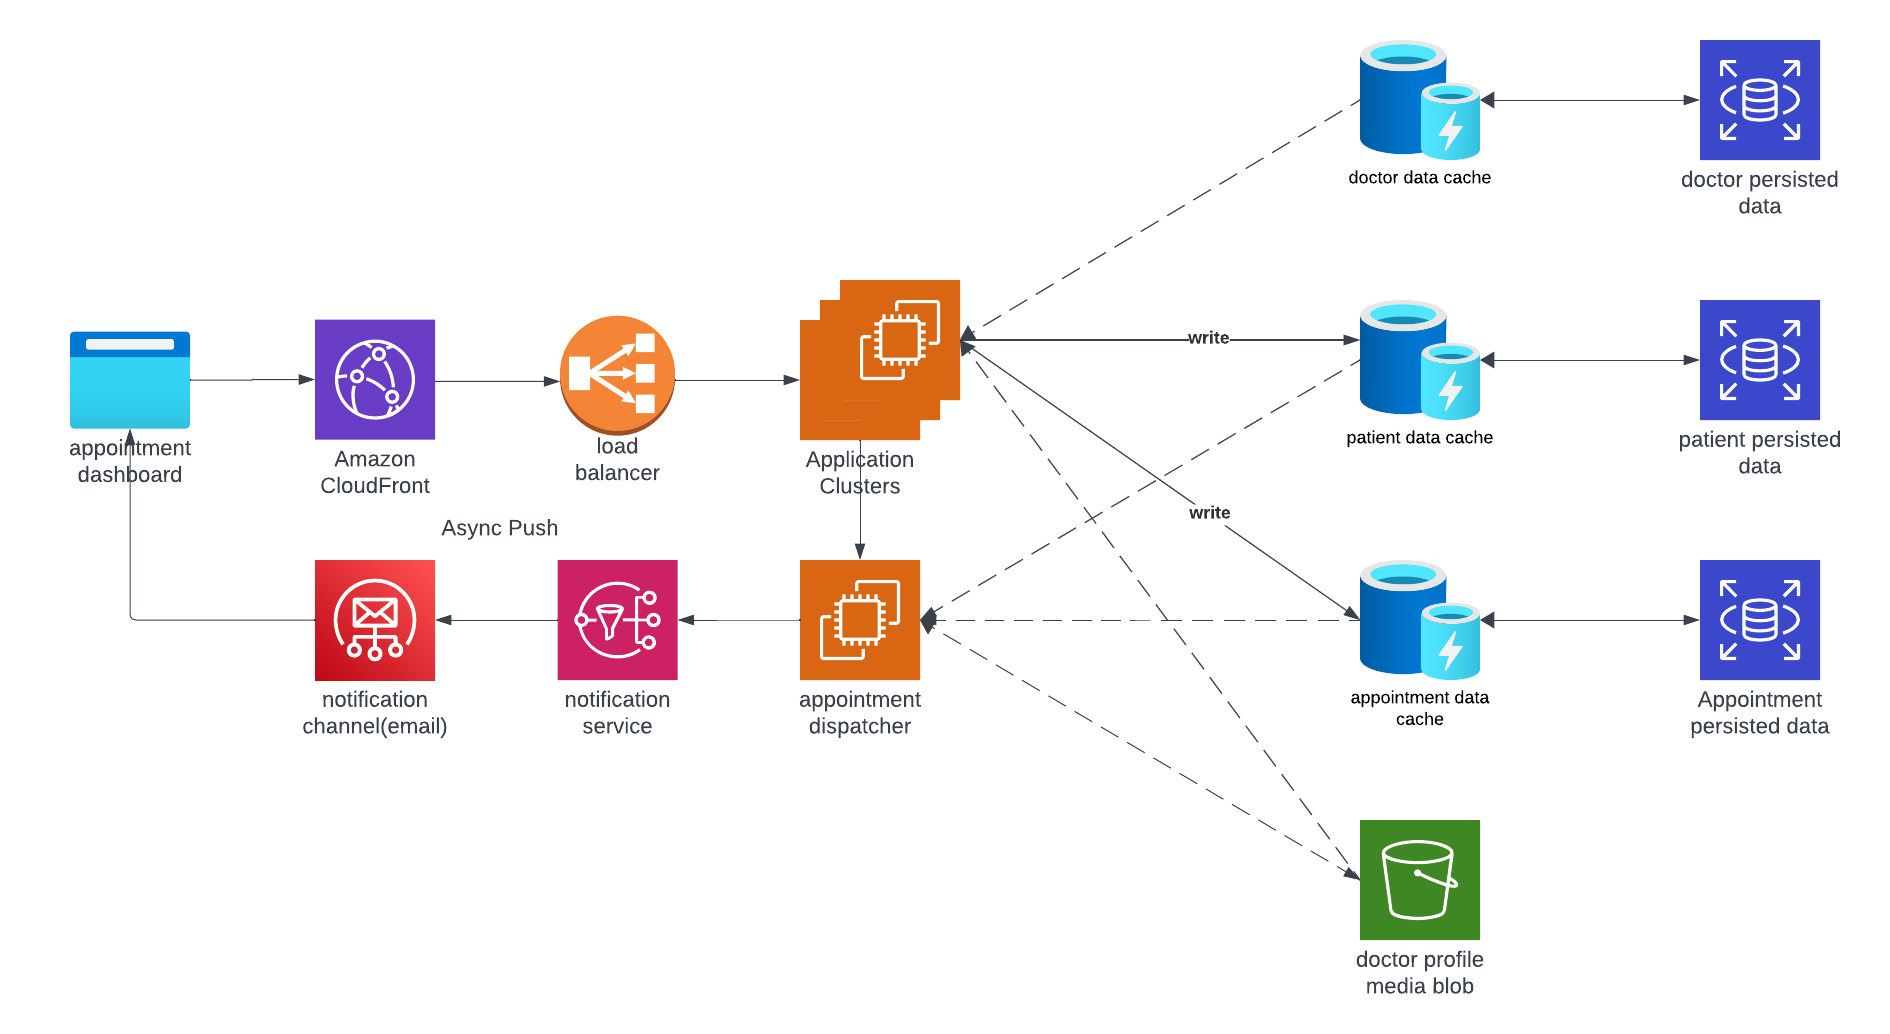 doctor data cache
doctor persisted
data
write
appointment
dashboard
Amazon
CloudFront
load
balancer
Application
Clusters
patient data cache
patient persisted
data
Async Push
write
notification
channel(email)
notification
service
appointment
dispatcher
appointment data
cache
Appointment
persisted data
doctor profile
media blob